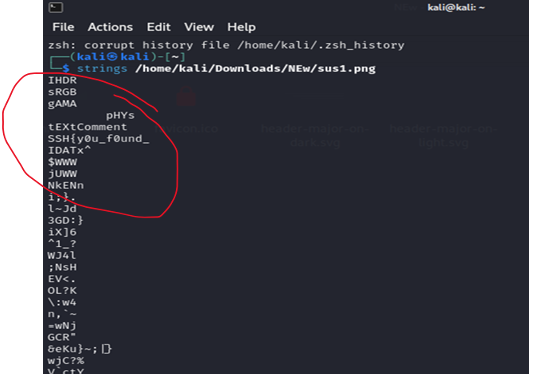 kali@kali: ~
File Actions Edit View Help
zsh: corrupt history file /home/kali/.zsh_history
(kali㉿kali)-[~]
$ strings /home/kali/Downloads/NEw/sus1.png
IHDR
sRGB
gAMA
pHYs
tEXtComment
SSH{y0u_f0und_
IDATx^
$WWW
jUWW
NkENn
i;}.
l~Jd
3GD:}
iX]6
^1_?
WJ4l
;NsH
EV<.
OL?K
\:w4
n,`~
=wNj
GCR"
&eKu}~;[]}
wjC?%